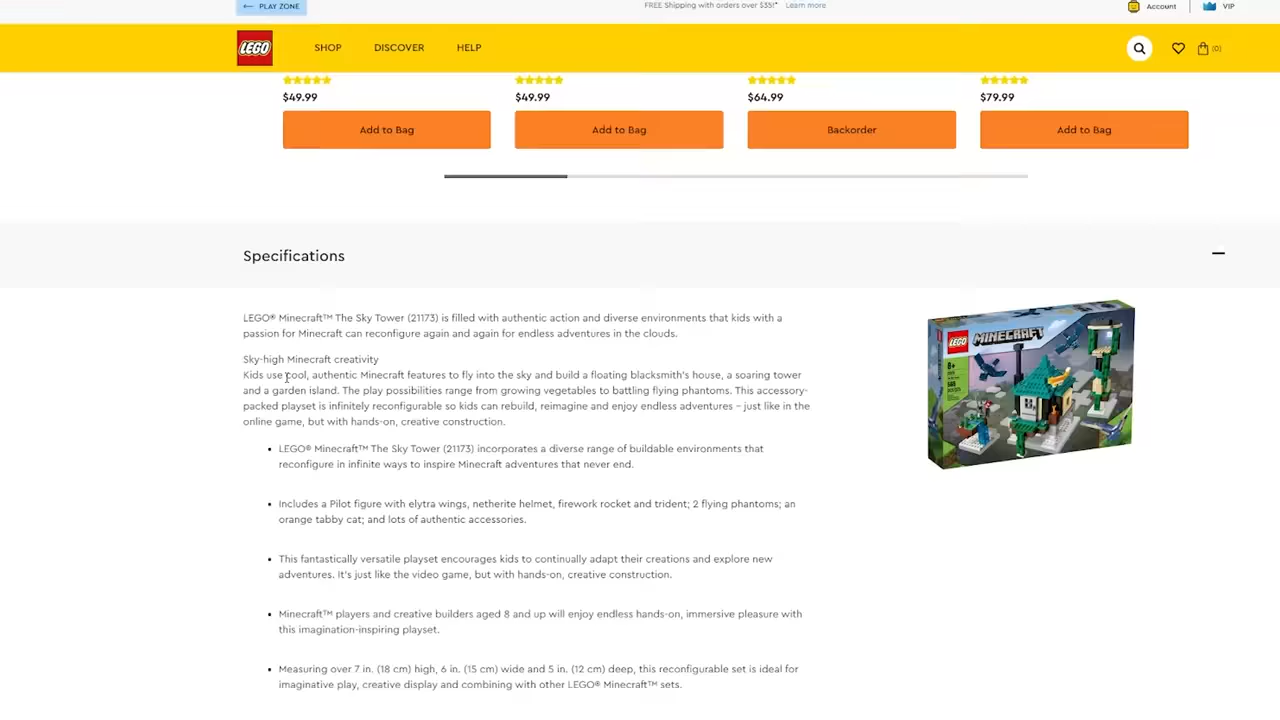 PLAY ZONE
FREE Shipping with orders over $35!* Learn more
Account
VIP
LEGO
SHOP
DISCOVER
HELP
(0)
$49.99
$49.99
$64.99
$79.99
Add to Bag
Add to Bag
Backorder
Add to Bag
Specifications
LEGO® Minecraft™ The Sky Tower (21173) is filled with authentic action and diverse environments that kids with a
passion for Minecraft can reconfigure again and again for endless adventures in the clouds.
Sky-high Minecraft creativity
Kids use cool, authentic Minecraft features to fly into the sky and build a floating blacksmith's house, a soaring tower
and a garden island. The play possibilities range from growing vegetables to battling flying phantoms. This accessory-
packed playset is infinitely reconfigurable so kids can rebuild, reimagine and enjoy endless adventures – just like in the
online game, but with hands-on, creative construction.
LEGO® Minecraft™ The Sky Tower (21173) incorporates a diverse range of buildable environments that
reconfigure in infinite ways to inspire Minecraft adventures that never end.
Includes a Pilot figure with elytra wings, netherite helmet, firework rocket and trident; 2 flying phantoms; an
orange tabby cat; and lots of authentic accessories.
This fantastically versatile playset encourages kids to continually adapt their creations and explore new
adventures. It's just like the video game, but with hands-on, creative construction.
Minecraft™ players and creative builders aged 8 and up will enjoy endless hands-on, immersive pleasure with
this imagination-inspiring playset.
Measuring over 7 in. (18 cm) high, 6 in. (15 cm) wide and 5 in. (12 cm) deep, this reconfigurable set is ideal for
imaginative play, creative display and combining with other LEGO® Minecraft™ sets.
LEGO
MINECRAFT
8+